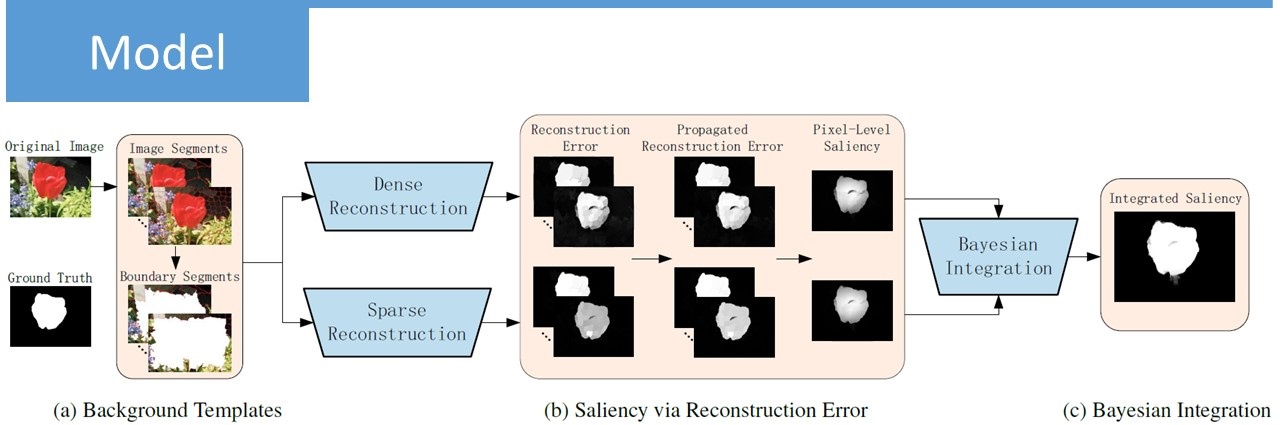 Model
Original Image
Image Segments
Boundary Segments
Ground Truth
Dense
Reconstruction
Sparse
Reconstruction
Reconstruction
Error
Propagated
Reconstruction Error
Pixel-Level
Saliency
Bayesian
Integration
Integrated Saliency
(a) Background Templates
(b) Saliency via Reconstruction Error
(c) Bayesian Integration